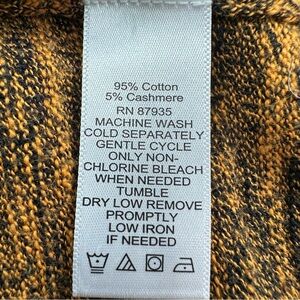 95% Cotton
5% Cashmere
RN 87935
MACHINE WASH
COLD SEPARATELY
GENTLE CYCLE
ONLY NON-
CHLORINE BLEACH
WHEN NEEDED
TUMBLE
DRY LOW REMOVE
PROMPTLY
LOW IRON
IF NEEDED